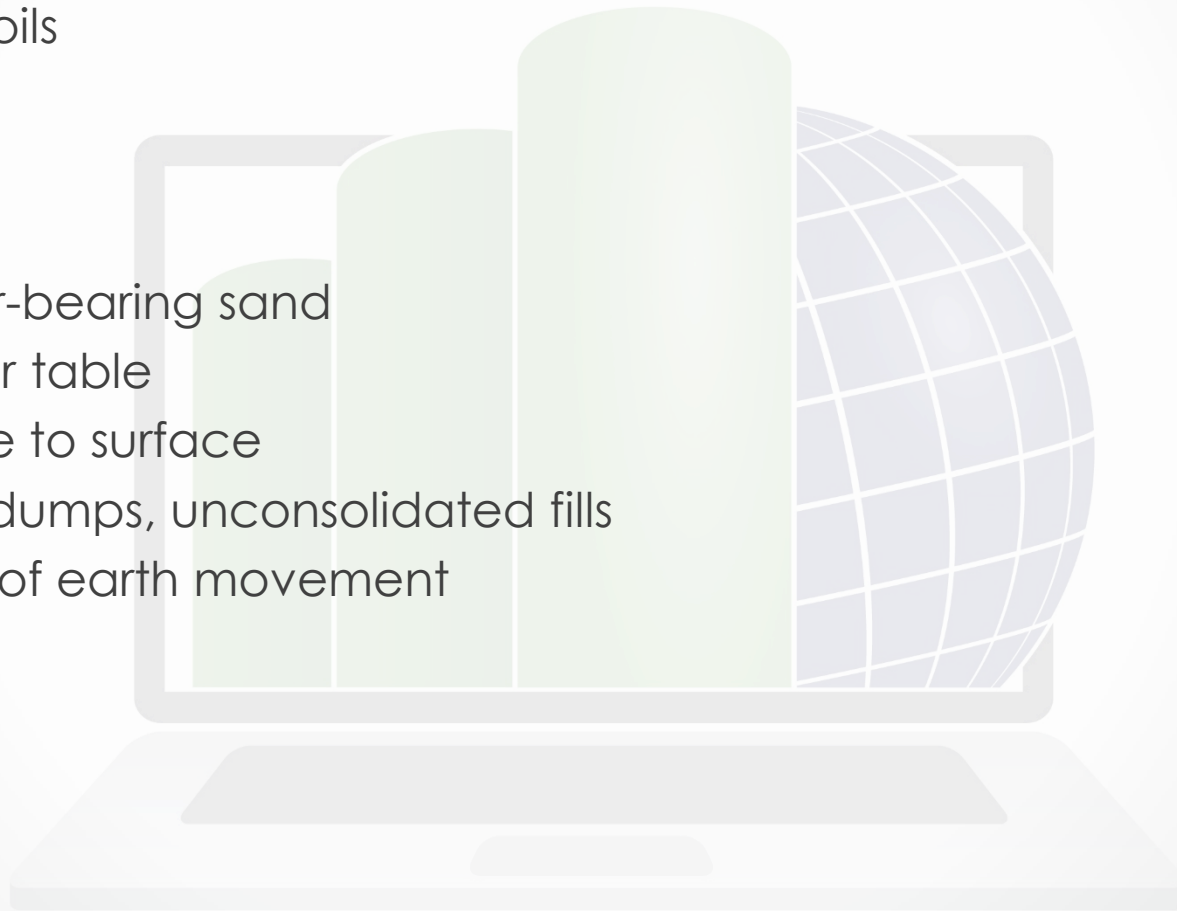 oils
r-bearing sand
r table
e to surface
dumps, unconsolidated fills
of earth movement